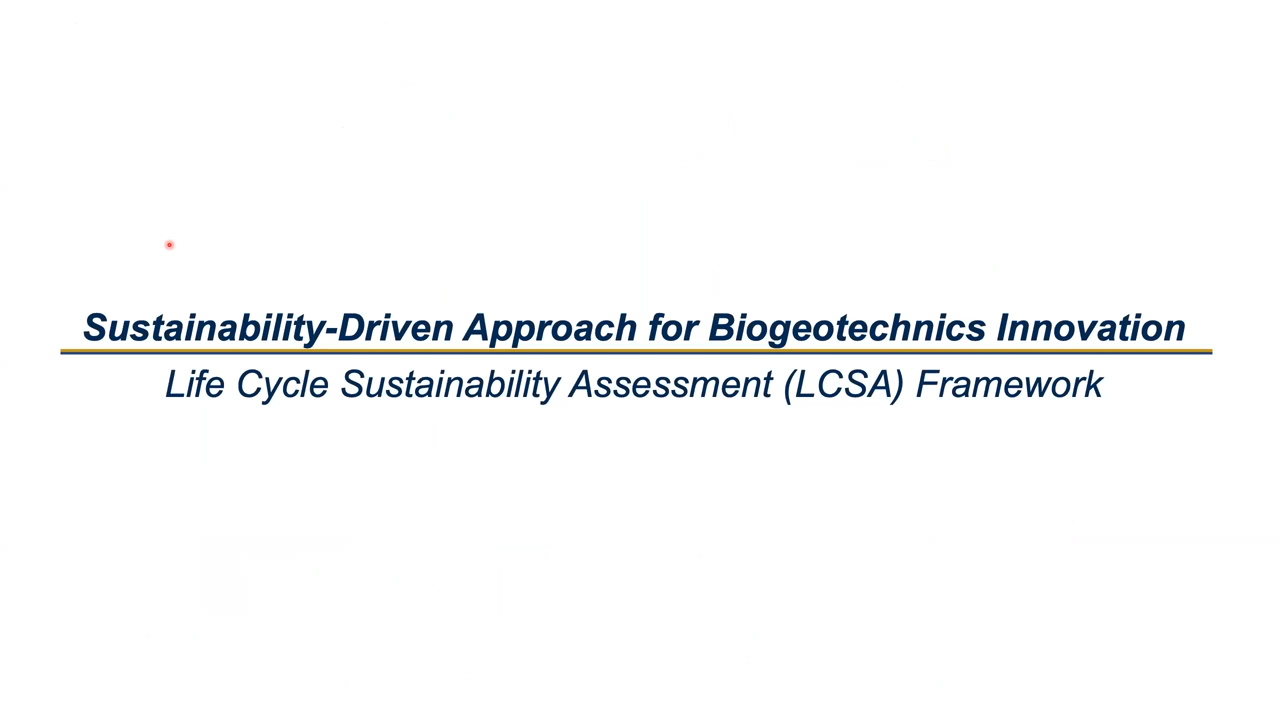 Sustainability-Driven Approach for Biogeotechnics Innovation
Life Cycle Sustainability Assessment (LCSA) Framework